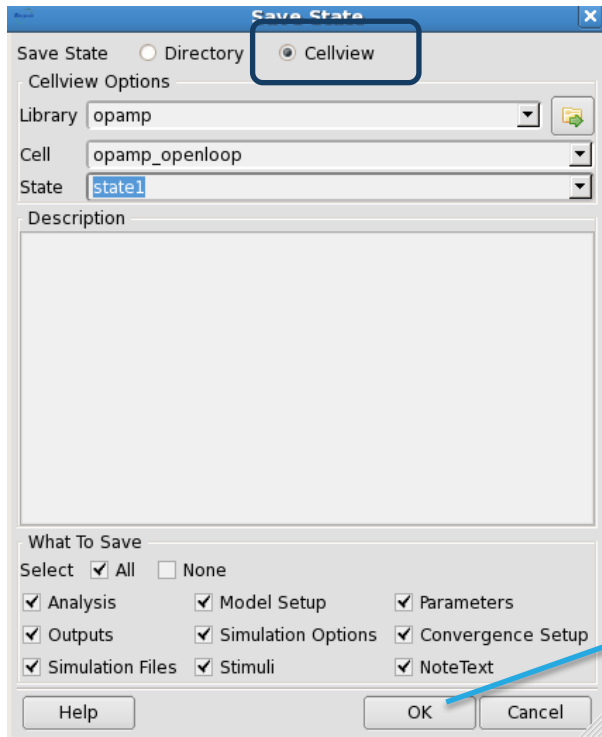 Save State
Save State Directory Cellview
Cellview Options
Library opamp
Cell opamp_openloop
State state1
Description
What To Save
Select All None
Analysis Model Setup Parameters
Outputs Simulation Options Convergence Setup
Simulation Files Stimuli NoteText
Help OK Cancel